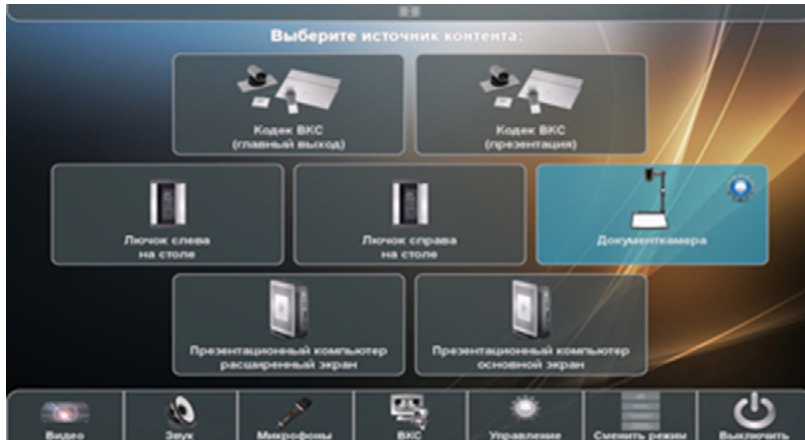 Выберите источник контента:
Кодек ВКС
(главный выход)
Кодек ВКС
(презентация)
Лючок слева
на столе
Лючок справа
на столе
Документкамера
Презентационный компьютер
расширенный экран
Презентационный компьютер
основной экран
Видео
Звук
Микрофоны
ВКС
Управление
Сменить режим
Выключить